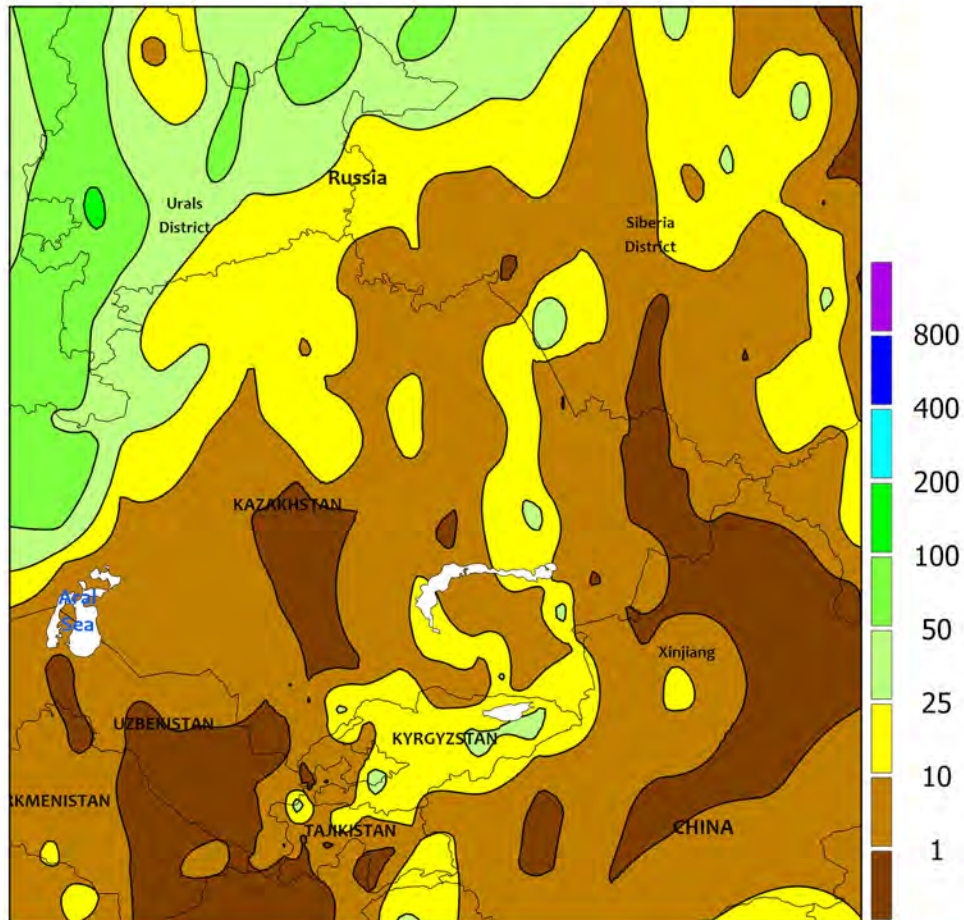 Russia
Urals
District
Siberia
District
800
400
200
KAZAKHSTAN
100
Aral
Sea
50
Xinjiang
25
UZBEKISTAN
KYRGYZSTAN
10
RKMENISTAN
TAJIKISTAN
CHINA
1